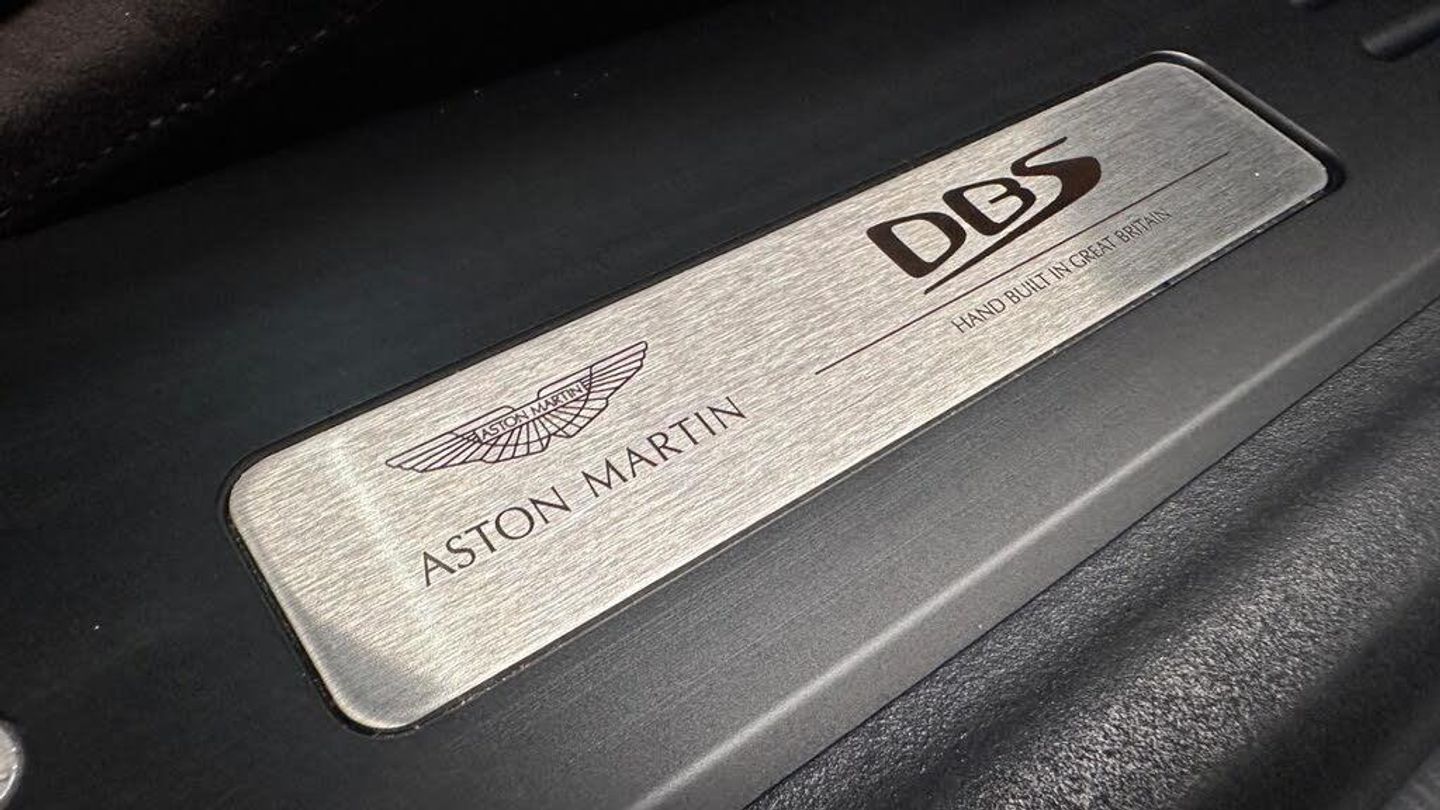 ASTON MARTIN
ASTON MARTIN
DBS
HAND BUILT IN GREAT BRITAIN